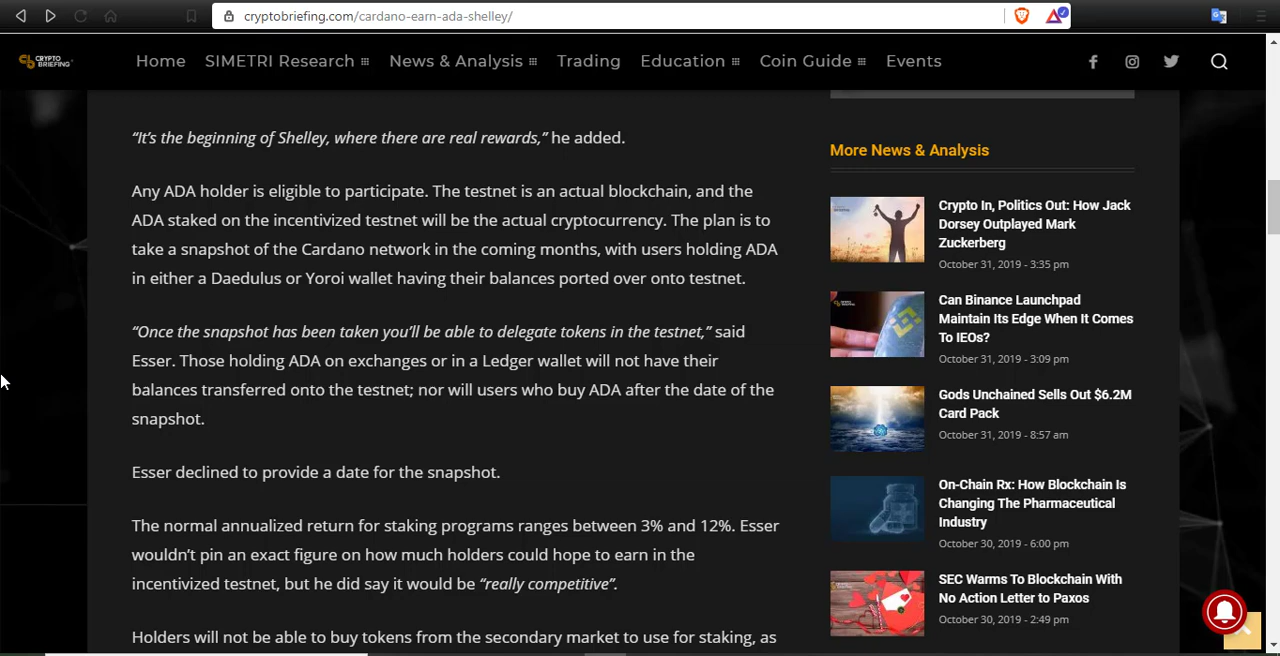 cryptobriefing.com/cardano-earn-ada-shelley/
CRYPTO
BRIEFING
Home
SIMETRI Research
News & Analysis
Trading
Education
Coin Guide
Events
“It’s the beginning of Shelley, where there are real rewards,” he added.
Any ADA holder is eligible to participate. The testnet is an actual blockchain, and the
ADA staked on the incentivized testnet will be the actual cryptocurrency. The plan is to
take a snapshot of the Cardano network in the coming months, with users holding ADA
in either a Daedulus or Yoroi wallet having their balances ported over onto testnet.
“Once the snapshot has been taken you’ll be able to delegate tokens in the testnet,” said
Esser. Those holding ADA on exchanges or in a Ledger wallet will not have their
balances transferred onto the testnet; nor will users who buy ADA after the date of the
snapshot.
Esser declined to provide a date for the snapshot.
The normal annualized return for staking programs ranges between 3% and 12%. Esser
wouldn’t pin an exact figure on how much holders could hope to earn in the
incentivized testnet, but he did say it would be “really competitive”.
Holders will not be able to buy tokens from the secondary market to use for staking, as
More News & Analysis
Crypto In, Politics Out: How Jack
Dorsey Outplayed Mark
Zuckerberg
October 31, 2019 - 3:35 pm
Can Binance Launchpad
Maintain Its Edge When It Comes
To IEOs?
October 31, 2019 - 3:09 pm
Gods Unchained Sells Out $6.2M
Card Pack
October 31, 2019 - 8:57 am
On-Chain Rx: How Blockchain Is
Changing The Pharmaceutical
Industry
October 30, 2019 - 6:00 pm
SEC Warms To Blockchain With
No Action Letter to Paxos
October 30, 2019 - 2:49 pm